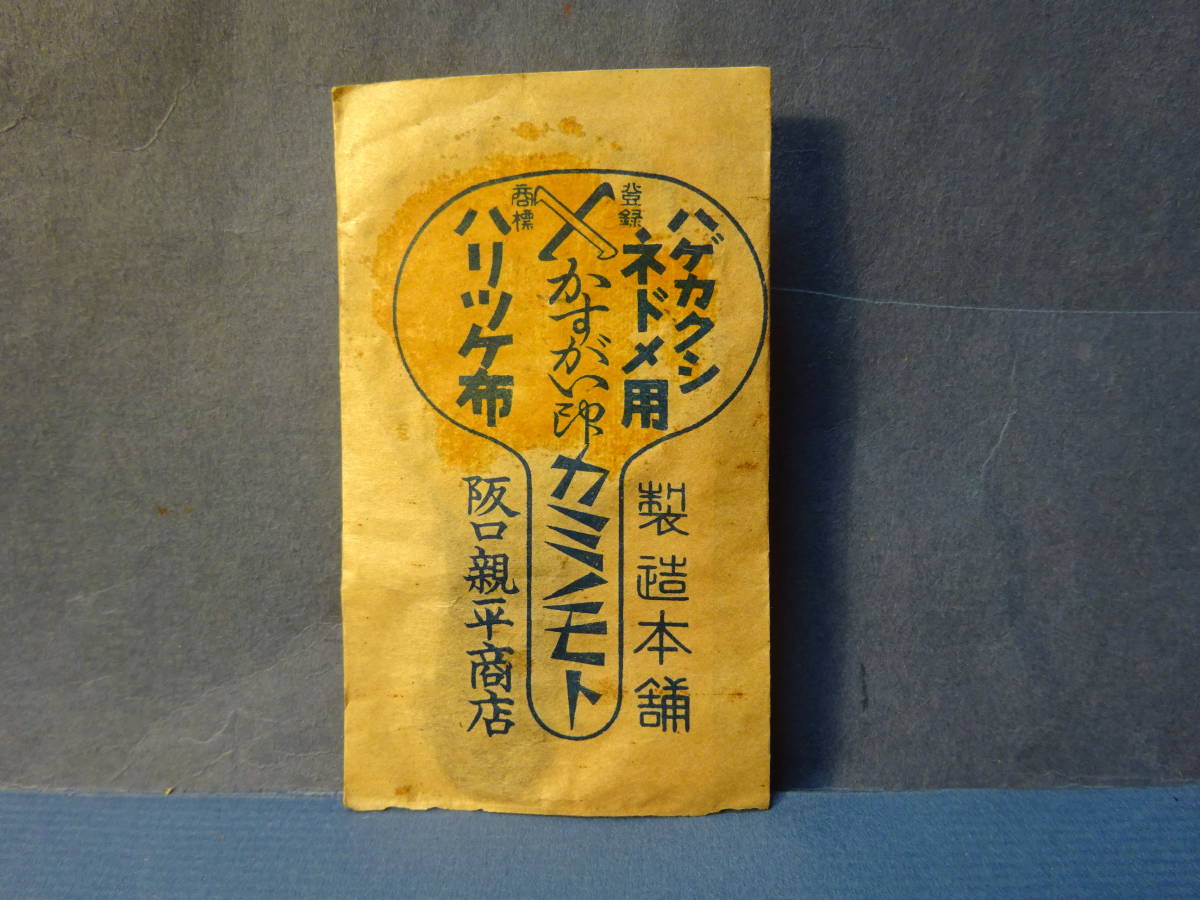 ハゲカクシ
ネドメ用
登録
商標
かすがい印
カミノモト
ハリツケ布
製造本舗
阪口親平商店